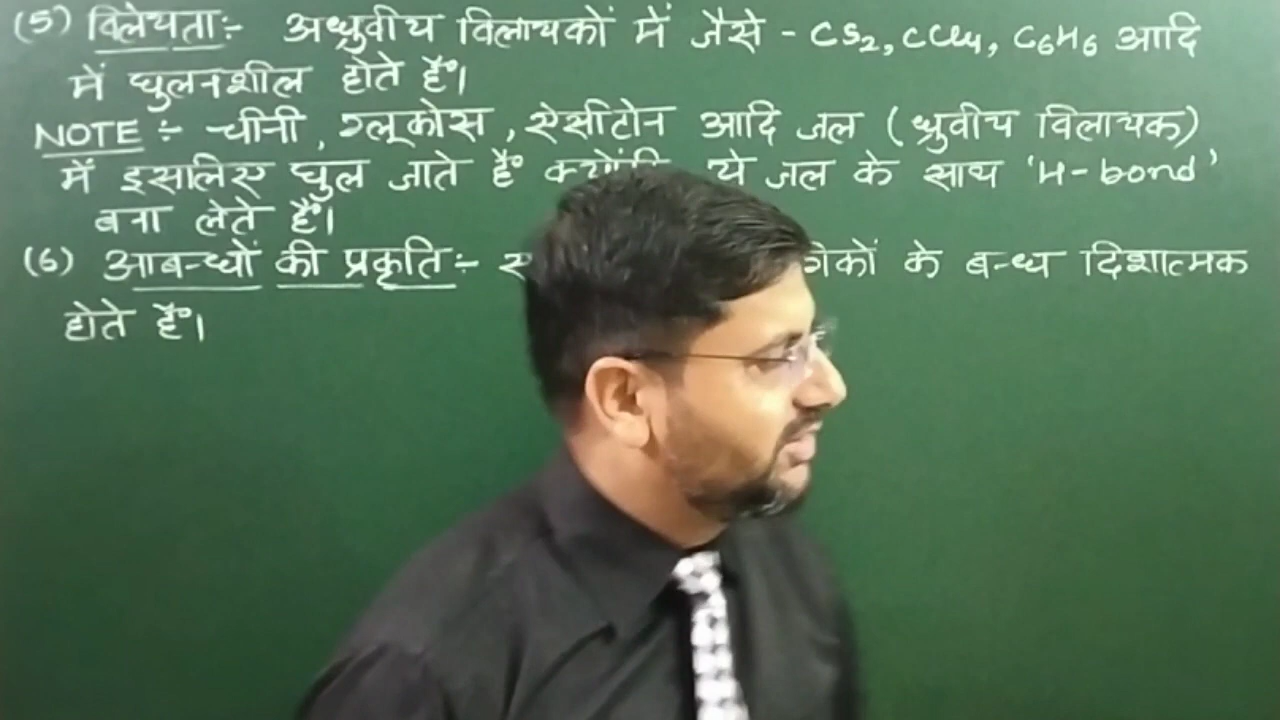 (5) विलेयता:- अध्रुवीय विलायकों में जैसे - CS₂, CCl₄, C₆H₆ आदि
में घुलनशील होते हैं।
NOTE :- चीनी, ग्लूकोस, ऐसीटोन आदि जल (ध्रुवीय विलायक)
में इसलिए घुल जाते हैं ये जल के साथ 'H-bond'
बना लेते हैं।
(6) आबन्धों की प्रकृति:- के बन्ध दिशात्मक
होते हैं।